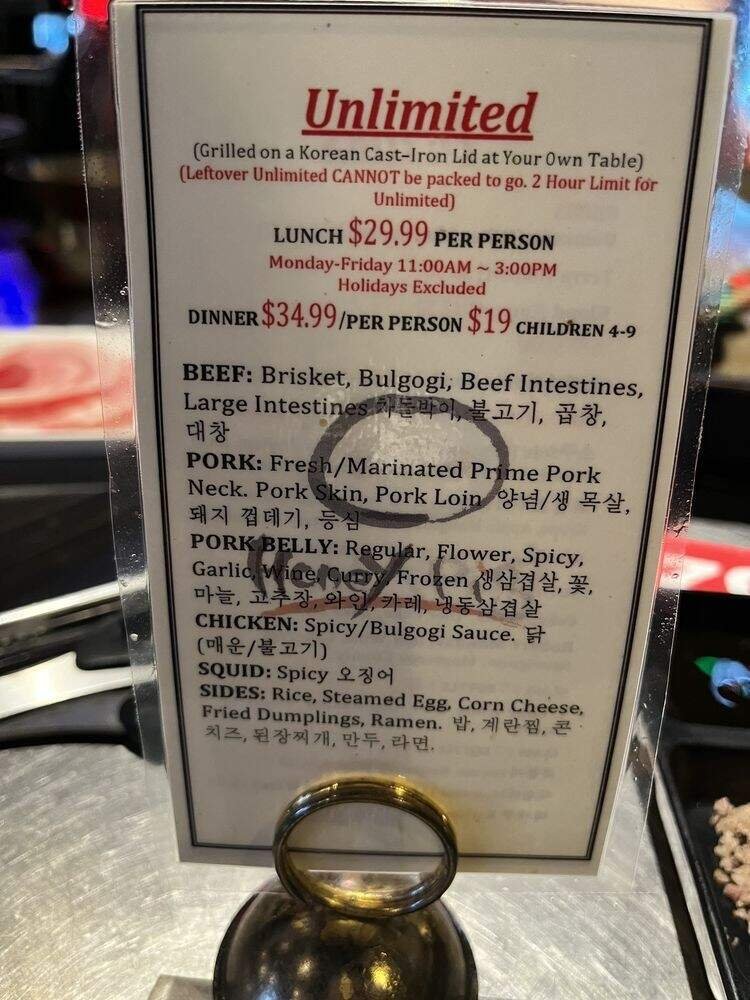 Unlimited
(Grilled on a Korean Cast-Iron Lid at Your Own Table)
(Leftover Unlimited CANNOT be packed to go. 2 Hour Limit for
Unlimited)
LUNCH $29.99 PER PERSON
Monday-Friday 11:00AM ~ 3:00PM
Holidays Excluded
DINNER $34.99/PER PERSON $19 CHILDREN 4-9
BEEF: Brisket, Bulgogi, Beef Intestines,
Large Intestines 차돌박이, 불고기, 곱창,
대창
PORK: Fresh/Marinated Prime Pork
Neck. Pork Skin, Pork Loin 양념/생 목살,
돼지 껍데기, 등심
PORK BELLY: Regular, Flower, Spicy,
Garlic, Wine, Curry, Frozen 생삼겹살, 꽃,
마늘, 고추장, 와인, 카레, 냉동삼겹살
CHICKEN: Spicy/Bulgogi Sauce. 닭
(매운/불고기)
SQUID: Spicy 오징어
SIDES: Rice, Steamed Egg, Corn Cheese,
Fried Dumplings, Ramen. 밥, 계란찜, 콘
치즈, 된장찌개, 만두, 라면.